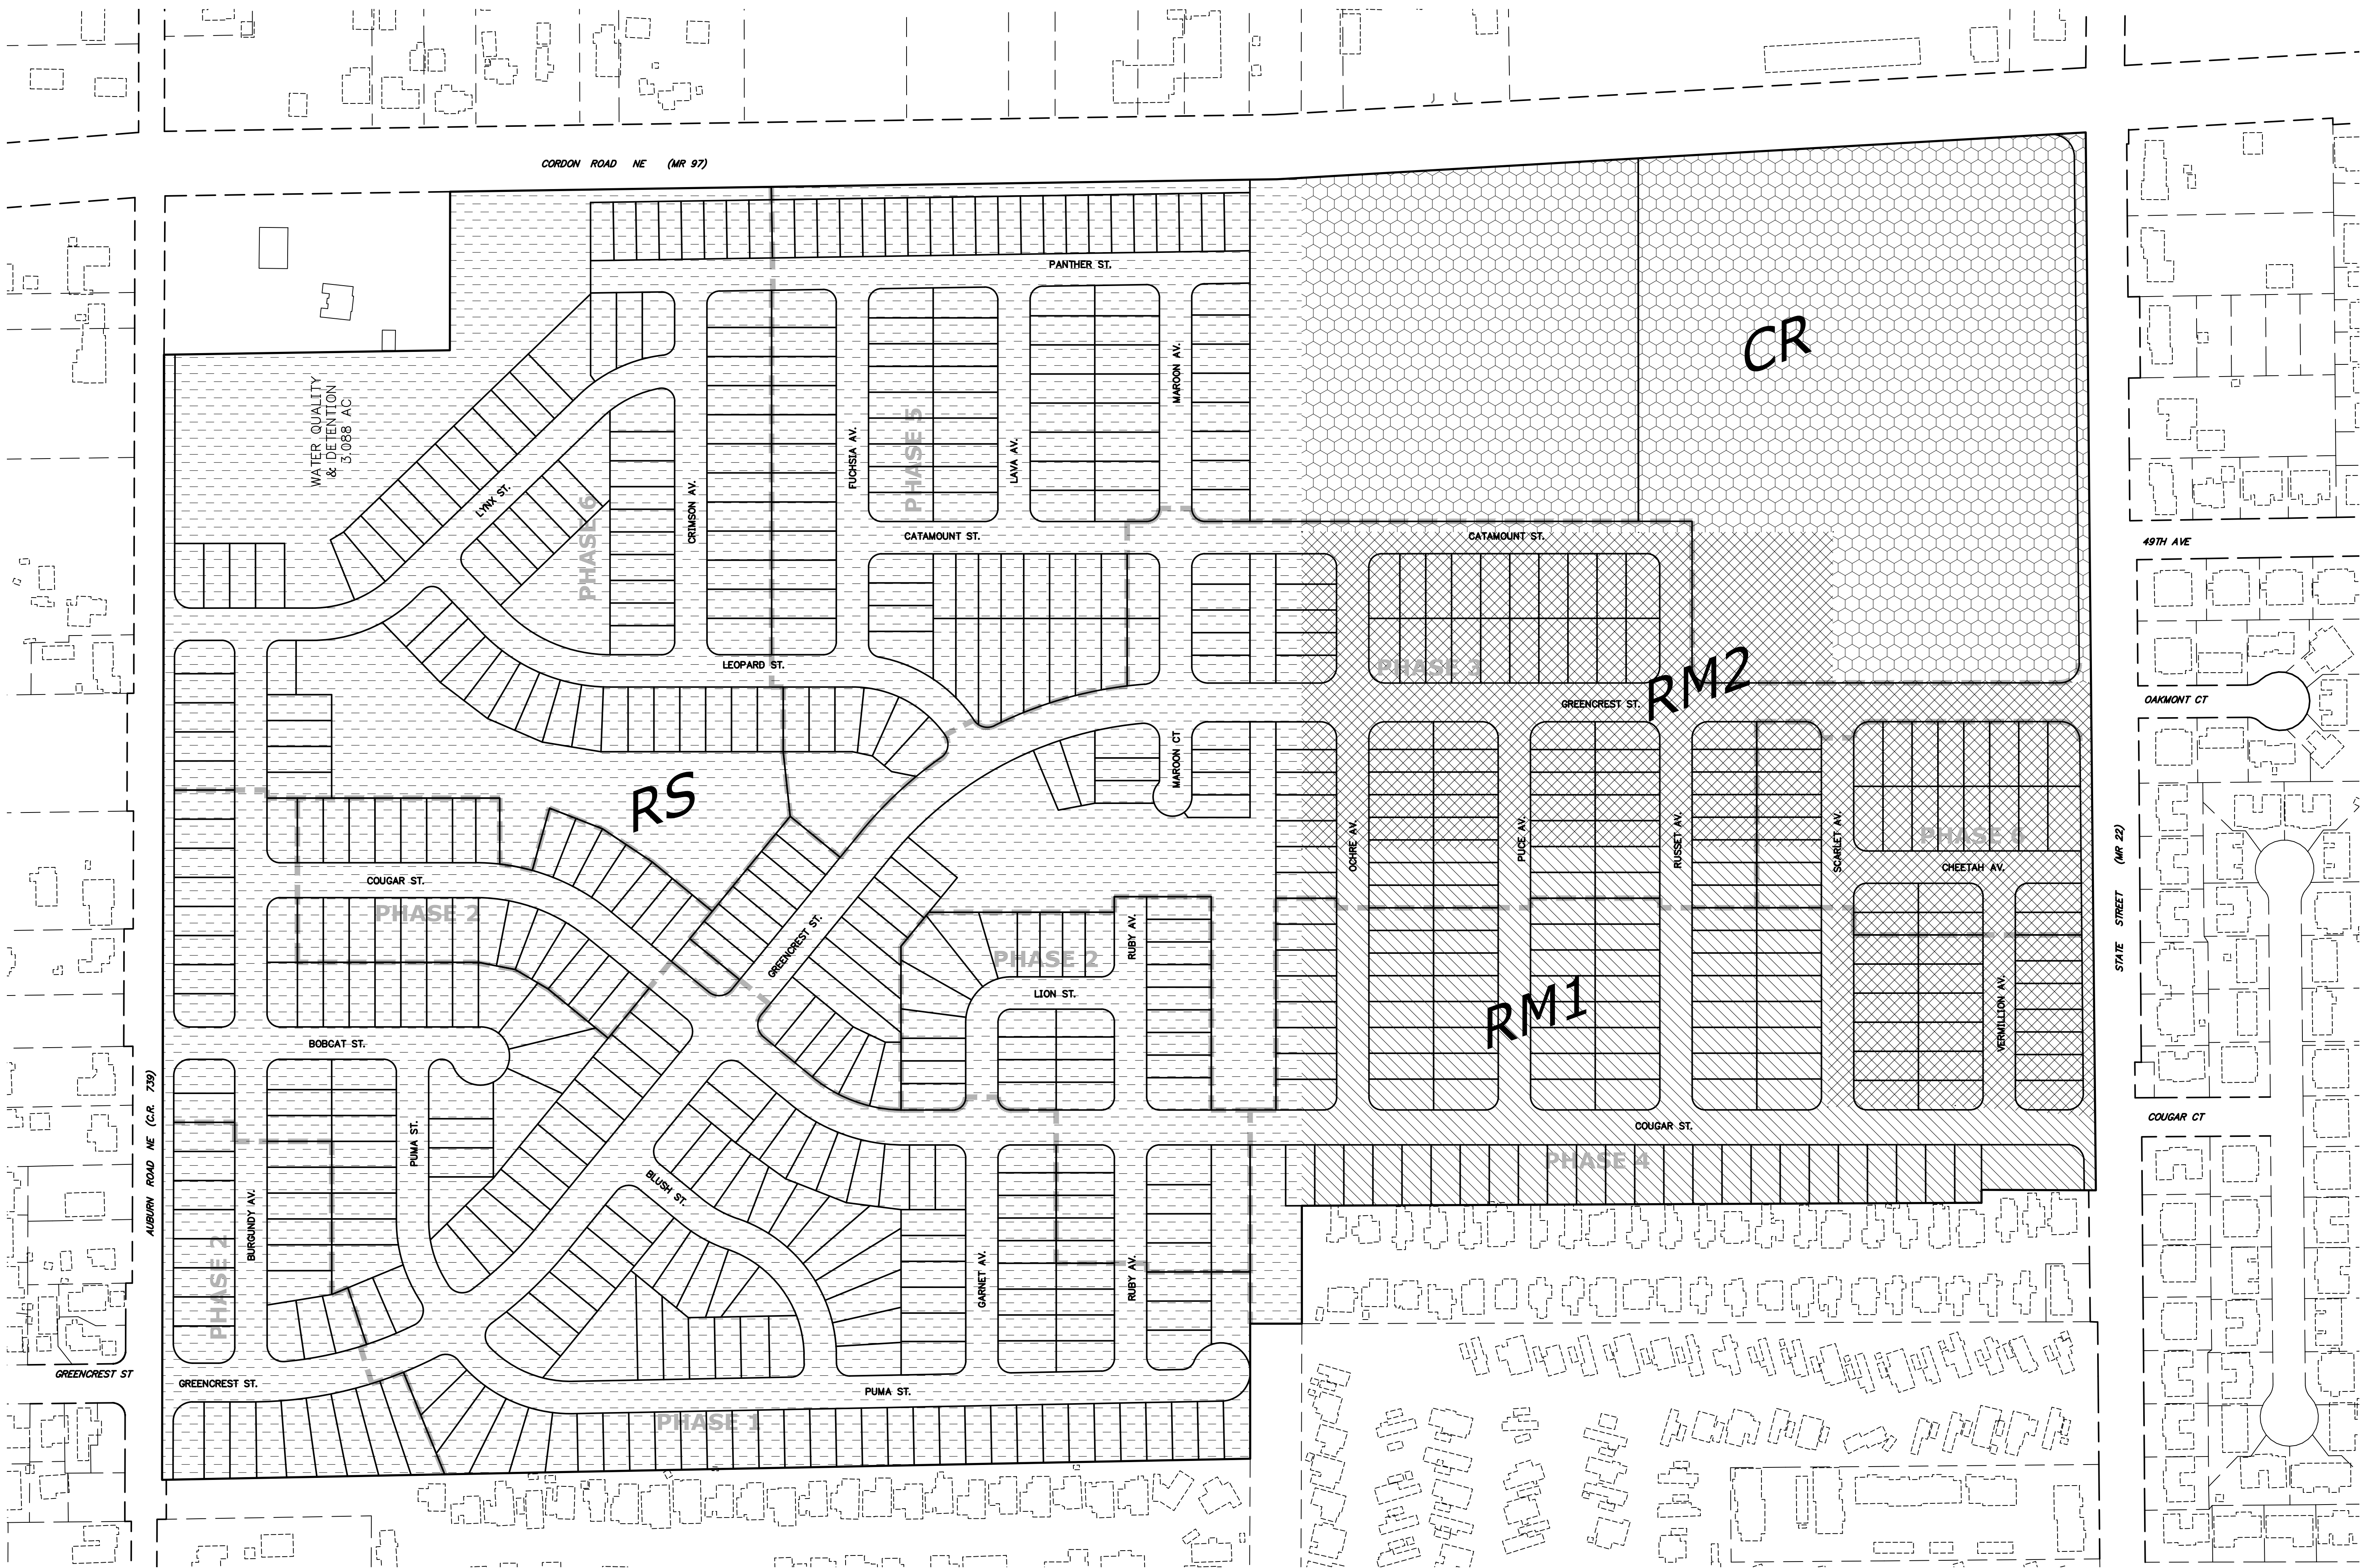 CORDON ROAD NE (MR 97)
PANTHER ST.
CR
MAROON AV.
WATER QUALITY
& DETENTION
3.088 AC
FUCHSIA AV.
PHASE 5
LAVA AV.
LYNX ST.
CRIMSON AV.
PHASE 6
CATAMOUNT ST.
CATAMOUNT ST.
49TH AVE
LEOPARD ST.
PHASE 3
RM2
GREENCREST ST.
OAKMONT CT
MAROON CT
RS
OCHRE AV.
PUCE AV.
RUSSET AV.
SCARLET AV.
PHASE 6
CHEETAH AV.
STATE STREET (MR 22)
COUGAR ST.
PHASE 2
GREENCREST ST.
RUBY AV.
PHASE 2
LION ST.
RM1
VERMILLION AV.
BOBCAT ST.
AUBURN ROAD NE (C.R. 739)
PUMA ST.
COUGAR CT
COUGAR ST.
PHASE 4
BLUSH ST.
BURGUNDY AV.
PHASE 2
GARNET AV.
RUBY AV.
GREENCREST ST
GREENCREST ST.
PUMA ST.
PHASE 1